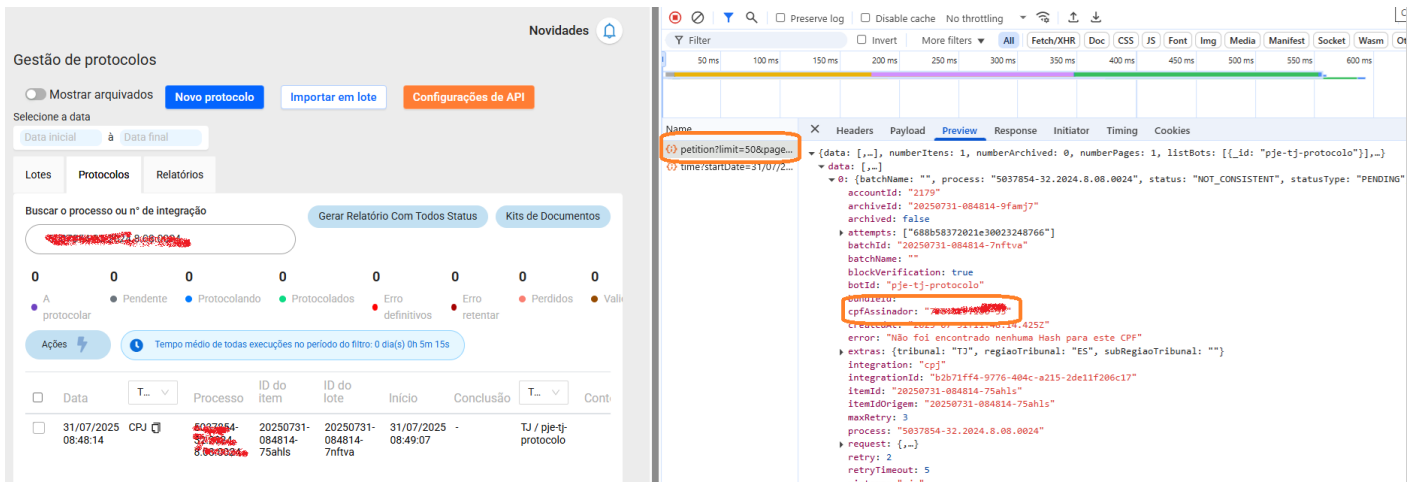 Novidades
Gestão de protocolos
Mostrar arquivados Novo protocolo Importar em lote Configurações de API
Selecione a data
Data inicial à Data final
Lotes Protocolos Relatórios
Buscar o processo ou n° de integração
Gerar Relatório Com Todos Status Kits de Documentos
0 0 0 0 0 0 0 0
A protocolar Pendente Protocolando Protocolados Erro definitivos Erro retentar Perdidos Vali
Ações Tempo médio de todas execuções no período do filtro: 0 dia(s) 0h 5m 15s
Data T... Processo ID do item ID do lote Início Conclusão T... Cont
31/07/2025 CPJ 20250731- 20250731- 31/07/2025 - TJ / pje-tj-
08:48:14 084814- 084814- 08:49:07 protocolo
75ahls 7nftva
Preserve log Disable cache No throttling
Filter Invert More filters All Fetch/XHR Doc CSS JS Font Img Media Manifest Socket Wasm
50 ms 100 ms 150 ms 200 ms 250 ms 300 ms 350 ms 400 ms 450 ms 500 ms 550 ms 600 ms
Name Headers Payload Preview Response Initiator Timing Cookies
petition?limit=50&page...
time?startDate=31/07/2...
{data: [,…], numberItens: 1, numberArchived: 0, numberPages: 1, listBots: [{_id: "pje-tj-protocolo"}],…}
data: [,…]
0: {batchName: "", process: "5037854-32.2024.8.08.0024", status: "NOT_CONSISTENT", statusType: "PENDING"
accountId: "2179"
archiveId: "20250731-084814-9famj7"
archived: false
attempts: ["688b58372021e30023248766"]
batchId: "20250731-084814-7nftva"
batchName: ""
blockVerification: true
botId: "pje-tj-protocolo"
bundleId:
cpfAssinador:
createdAt:
error: "Não foi encontrado nenhuma Hash para este CPF"
extras: {tribunal: "TJ", regiaoTribunal: "ES", subRegiaoTribunal: ""}
integration: "cpj"
integrationId: "b2b71ff4-9776-404c-a215-2de11f206c17"
itemId: "20250731-084814-75ahls"
itemIdOrigem: "20250731-084814-75ahls"
maxRetry: 3
process: "5037854-32.2024.8.08.0024"
request: {,…}
retry: 2
retryTimeout: 5